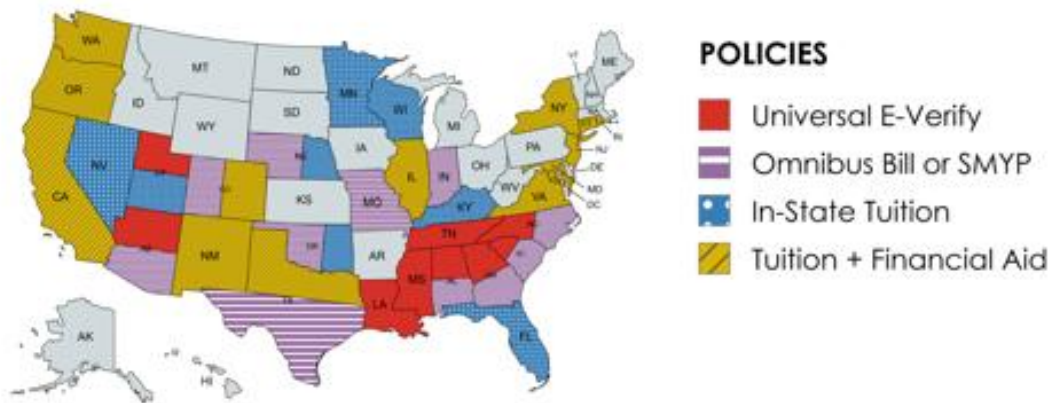 WA
MT
ND
MN
ME
VT
OR
ID
SD
WI
NY
WY
MI
RI
IA
PA
NJ
NV
NE
IL
IN
OH
DE
CA
KS
MO
WV
VA
MD
KY
DC
TN
NM
AR
MS
TX
LA
FL
AK
HI
POLICIES
Universal E-Verify
Omnibus Bill or SMYP
In-State Tuition
Tuition + Financial Aid